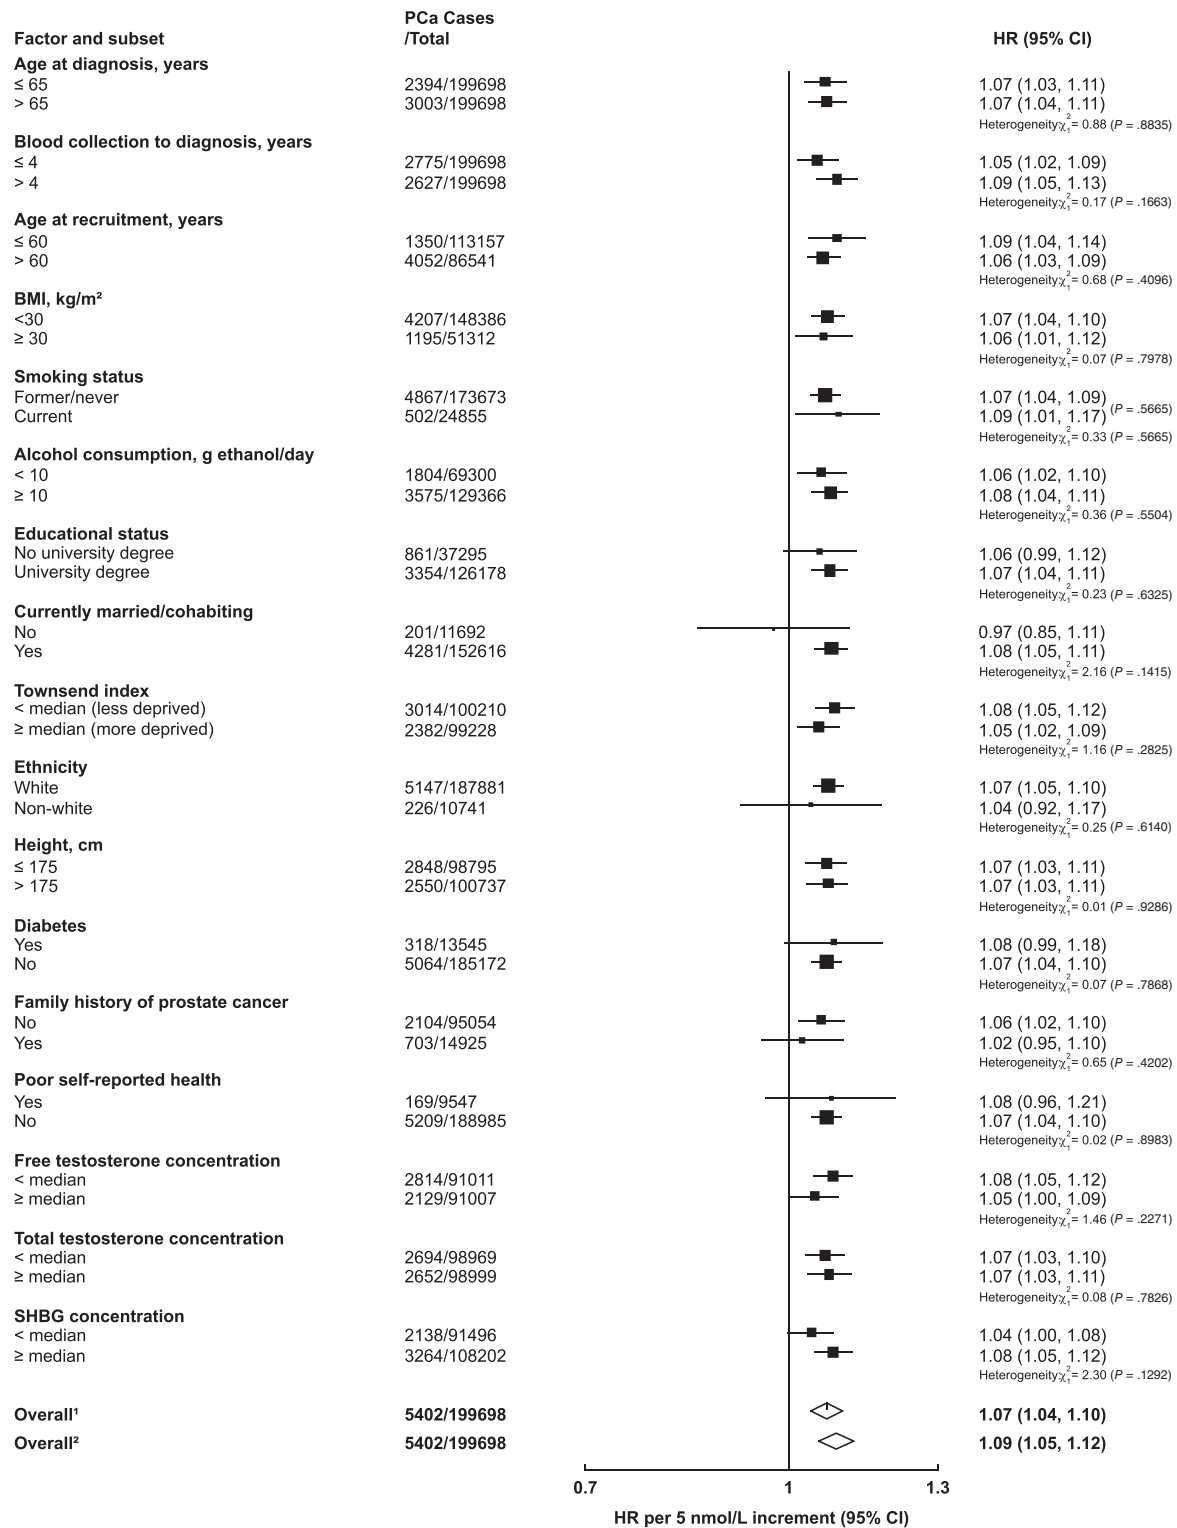 PCa Cases
Factor and subset /Total HR (95% CI)
Age at diagnosis, years
≤ 65 2394/199698 1.07 (1.03, 1.11)
> 65 3003/199698 1.07 (1.04, 1.11)
Heterogeneity χ²₁ = 0.88 (P = .8835)
Blood collection to diagnosis, years
≤ 4 2775/199698 1.05 (1.02, 1.09)
> 4 2627/199698 1.09 (1.05, 1.13)
Heterogeneity χ²₁ = 0.17 (P = .1663)
Age at recruitment, years
≤ 60 1350/113157 1.09 (1.04, 1.14)
> 60 4052/86541 1.06 (1.03, 1.09)
Heterogeneity χ²₁ = 0.68 (P = .4096)
BMI, kg/m²
<30 4207/148386 1.07 (1.04, 1.10)
≥ 30 1195/51312 1.06 (1.01, 1.12)
Heterogeneity χ²₁ = 0.07 (P = .7978)
Smoking status
Former/never 4867/173673 1.07 (1.04, 1.09)
Current 502/24855 1.09 (1.01, 1.17) (P = .5665)
Heterogeneity χ²₁ = 0.33 (P = .5665)
Alcohol consumption, g ethanol/day
< 10 1804/69300 1.06 (1.02, 1.10)
≥ 10 3575/129366 1.08 (1.04, 1.11)
Heterogeneity χ²₁ = 0.36 (P = .5504)
Educational status
No university degree 861/37295 1.06 (0.99, 1.12)
University degree 3354/126178 1.07 (1.04, 1.11)
Heterogeneity χ²₁ = 0.23 (P = .6325)
Currently married/cohabiting
No 201/11692 0.97 (0.85, 1.11)
Yes 4281/152616 1.08 (1.05, 1.11)
Heterogeneity χ²₁ = 2.16 (P = .1415)
Townsend index
< median (less deprived) 3014/100210 1.08 (1.05, 1.12)
≥ median (more deprived) 2382/99228 1.05 (1.02, 1.09)
Heterogeneity χ²₁ = 1.16 (P = .2825)
Ethnicity
White 5147/187881 1.07 (1.05, 1.10)
Non-white 226/10741 1.04 (0.92, 1.17)
Heterogeneity χ²₁ = 0.25 (P = .6140)
Height, cm
≤ 175 2848/98795 1.07 (1.03, 1.11)
> 175 2550/100737 1.07 (1.03, 1.11)
Heterogeneity χ²₁ = 0.01 (P = .9286)
Diabetes
Yes 318/13545 1.08 (0.99, 1.18)
No 5064/185172 1.07 (1.04, 1.10)
Heterogeneity χ²₁ = 0.07 (P = .7868)
Family history of prostate cancer
No 2104/95054 1.06 (1.02, 1.10)
Yes 703/14925 1.02 (0.95, 1.10)
Heterogeneity χ²₁ = 0.65 (P = .4202)
Poor self-reported health
Yes 169/9547 1.08 (0.96, 1.21)
No 5209/188985 1.07 (1.04, 1.10)
Heterogeneity χ²₁ = 0.02 (P = .8983)
Free testosterone concentration
< median 2814/91011 1.08 (1.05, 1.12)
≥ median 2129/91007 1.05 (1.00, 1.09)
Heterogeneity χ²₁ = 1.46 (P = .2271)
Total testosterone concentration
< median 2694/98969 1.07 (1.03, 1.10)
≥ median 2652/98999 1.07 (1.03, 1.11)
Heterogeneity χ²₁ = 0.08 (P = .7826)
SHBG concentration
< median 2138/91496 1.04 (1.00, 1.08)
≥ median 3264/108202 1.08 (1.05, 1.12)
Heterogeneity χ²₁ = 2.30 (P = .1292)
Overall¹ 5402/199698 1.07 (1.04, 1.10)
Overall² 5402/199698 1.09 (1.05, 1.12)
0.7 1 1.3
HR per 5 nmol/L increment (95% CI)